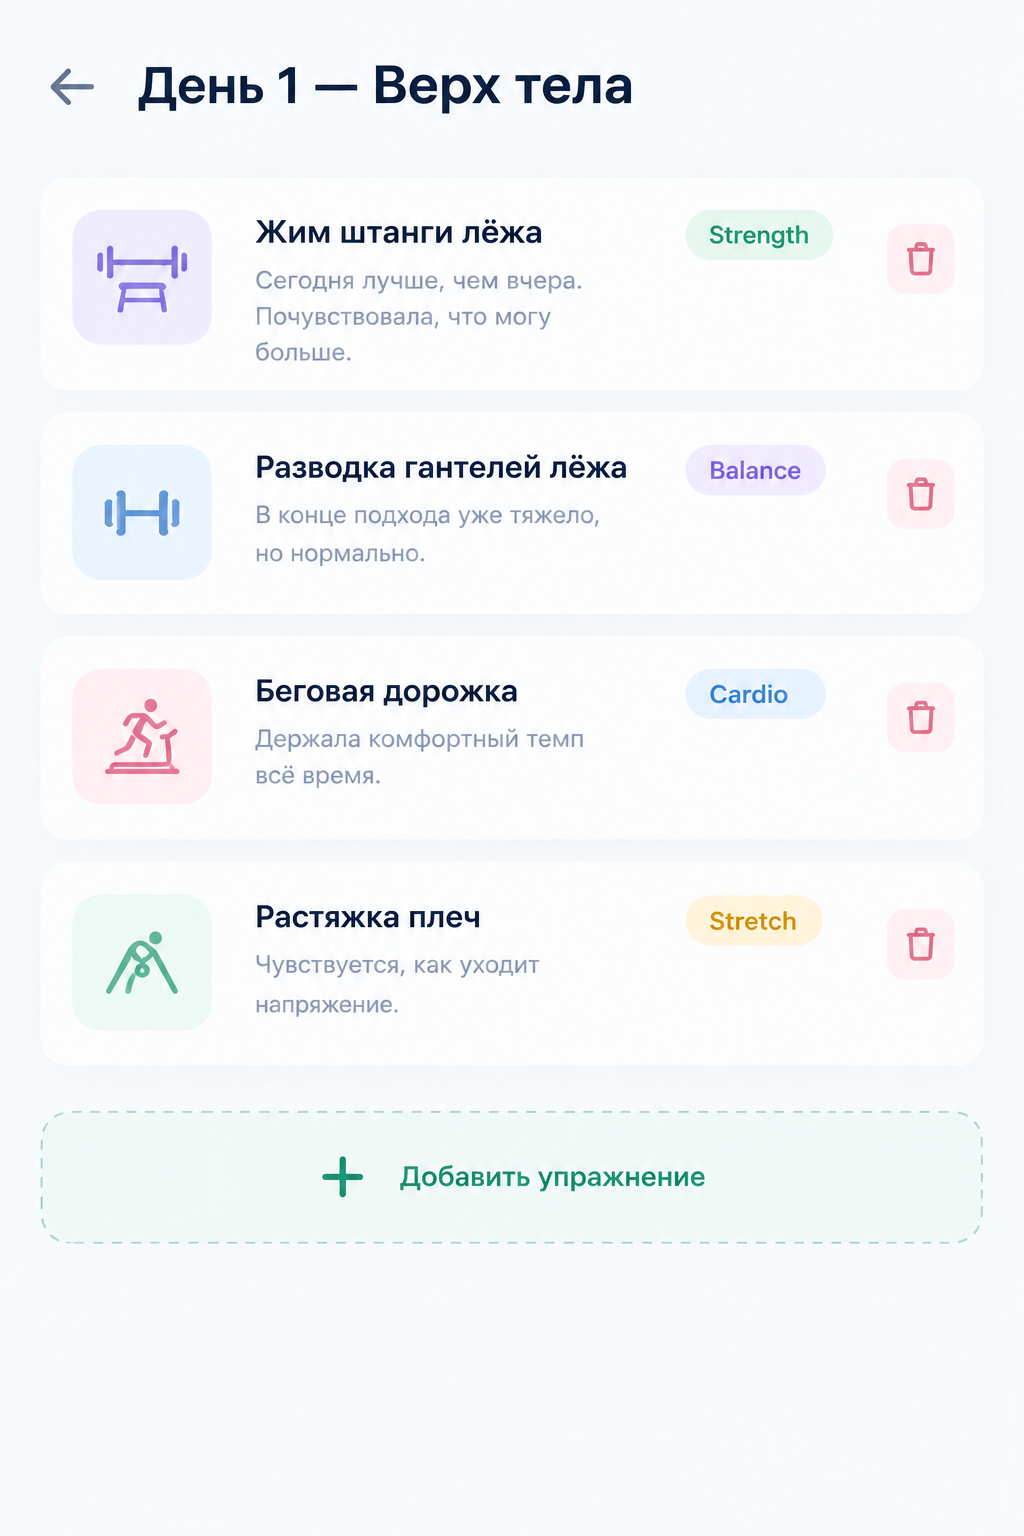 День 1 — Верх тела
Жим штанги лёжа
Strength
Сегодня лучше, чем вчера.
Почувствовала, что могу
больше.
Разводка гантелей лёжа
Balance
В конце подхода уже тяжело,
но нормально.
Беговая дорожка
Cardio
Держала комфортный темп
всё время.
Растяжка плеч
Stretch
Чувствуется, как уходит
напряжение.
Добавить упражнение